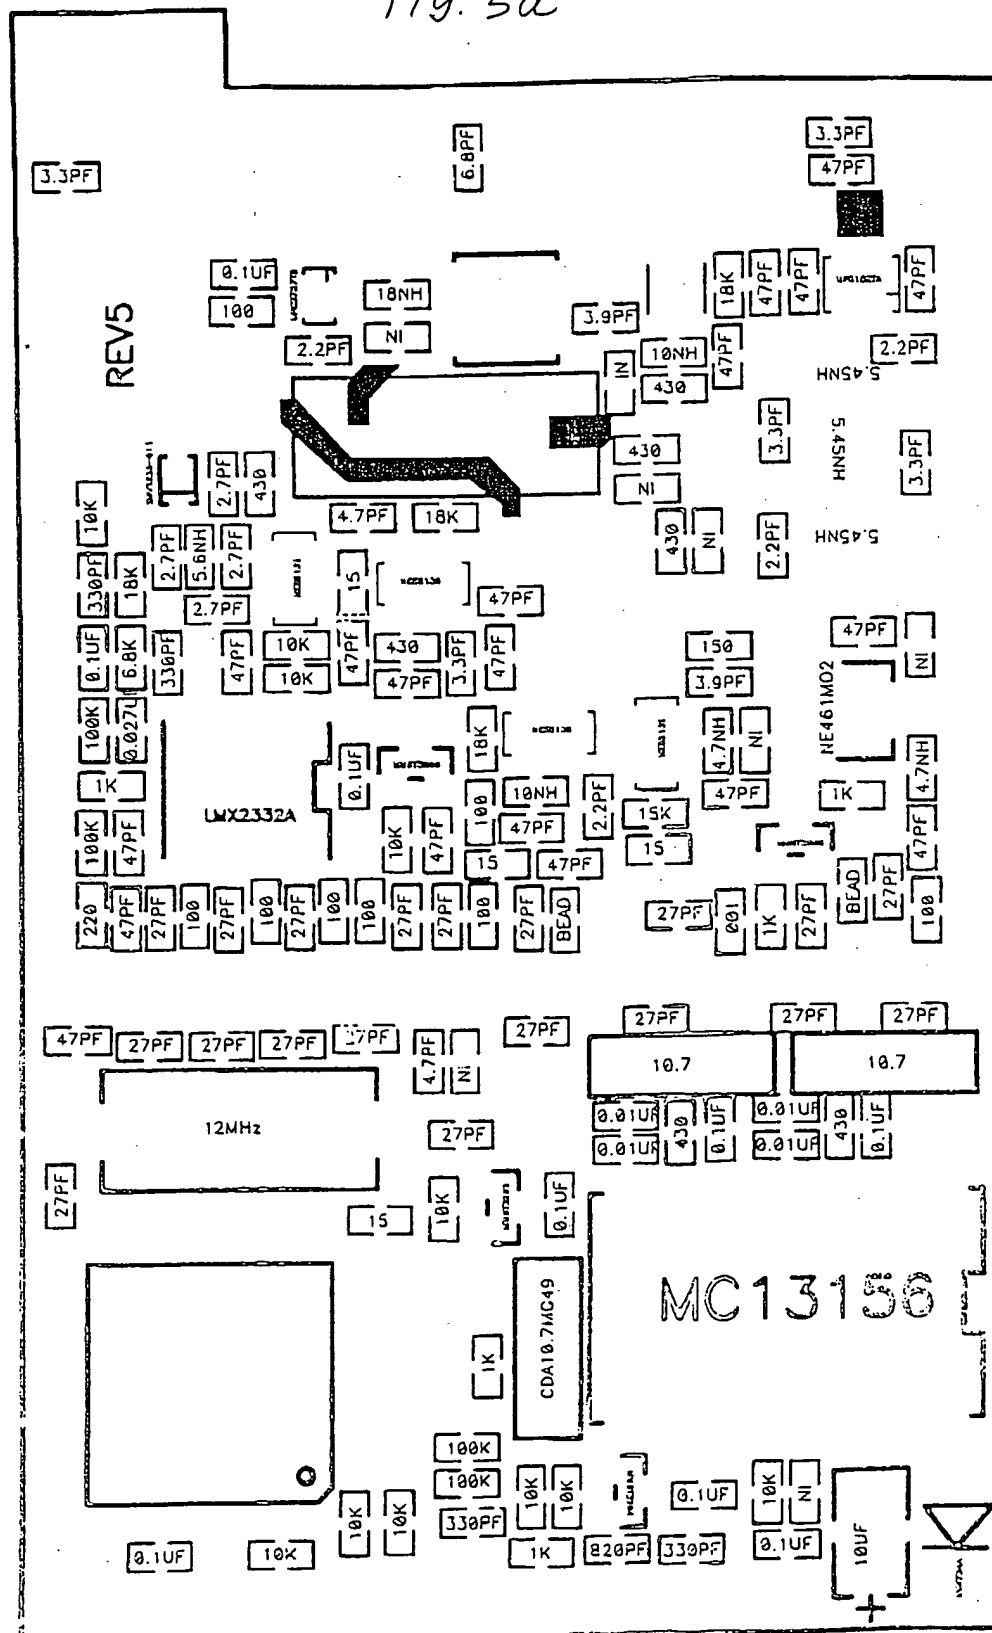 Fig. 5a
3.3PF
6.8PF
3.3PF
47PF
REV5
0.1UF
100
18NH
NI
2.2PF
3.9PF
NI
10NH
430
47PF
18K
47PF
47PF
47PF
2.2PF
5.45NH
5.45NH
3.3PF
3.3PF
430
NI
430
NI
2.2PF
5.45NH
10K
2.7PF
430
4.7PF
18K
330PF
18K
2.7PF
5.6NH
2.7PF
2.7PF
15
47PF
0.1UF
6.8K
330PF
47PF
10K
10K
47PF
430
47PF
3.3PF
47PF
150
3.9PF
47PF
NI
NE461MD2
100K
0.027U
1K
100K
47PF
LMX2332A
0.1UF
18K
10K
47PF
100
10NH
47PF
15
47PF
2.2PF
15K
15
4.7NH
NI
47PF
1K
4.7NH
47PF
220
47PF
27PF
100
27PF
100
27PF
100
100
27PF
27PF
100
27PF
BEAD
27PF
100
1K
27PF
BEAD
27PF
100
47PF
27PF
27PF
27PF
27PF
4.7PF
NI
27PF
27PF
27PF
27PF
10.7
10.7
12MHz
27PF
0.01UF
0.01UF
430
0.1UF
0.01UF
0.01UF
430
0.1UF
27PF
15
10K
0.1UF
MC13156
CDA10.7MG49
1K
100K
100K
330PF
10K
10K
10K
10K
0.1UF
10K
NI
10UF
+
0.1UF
10K
1K
820PF
330PF
0.1UF